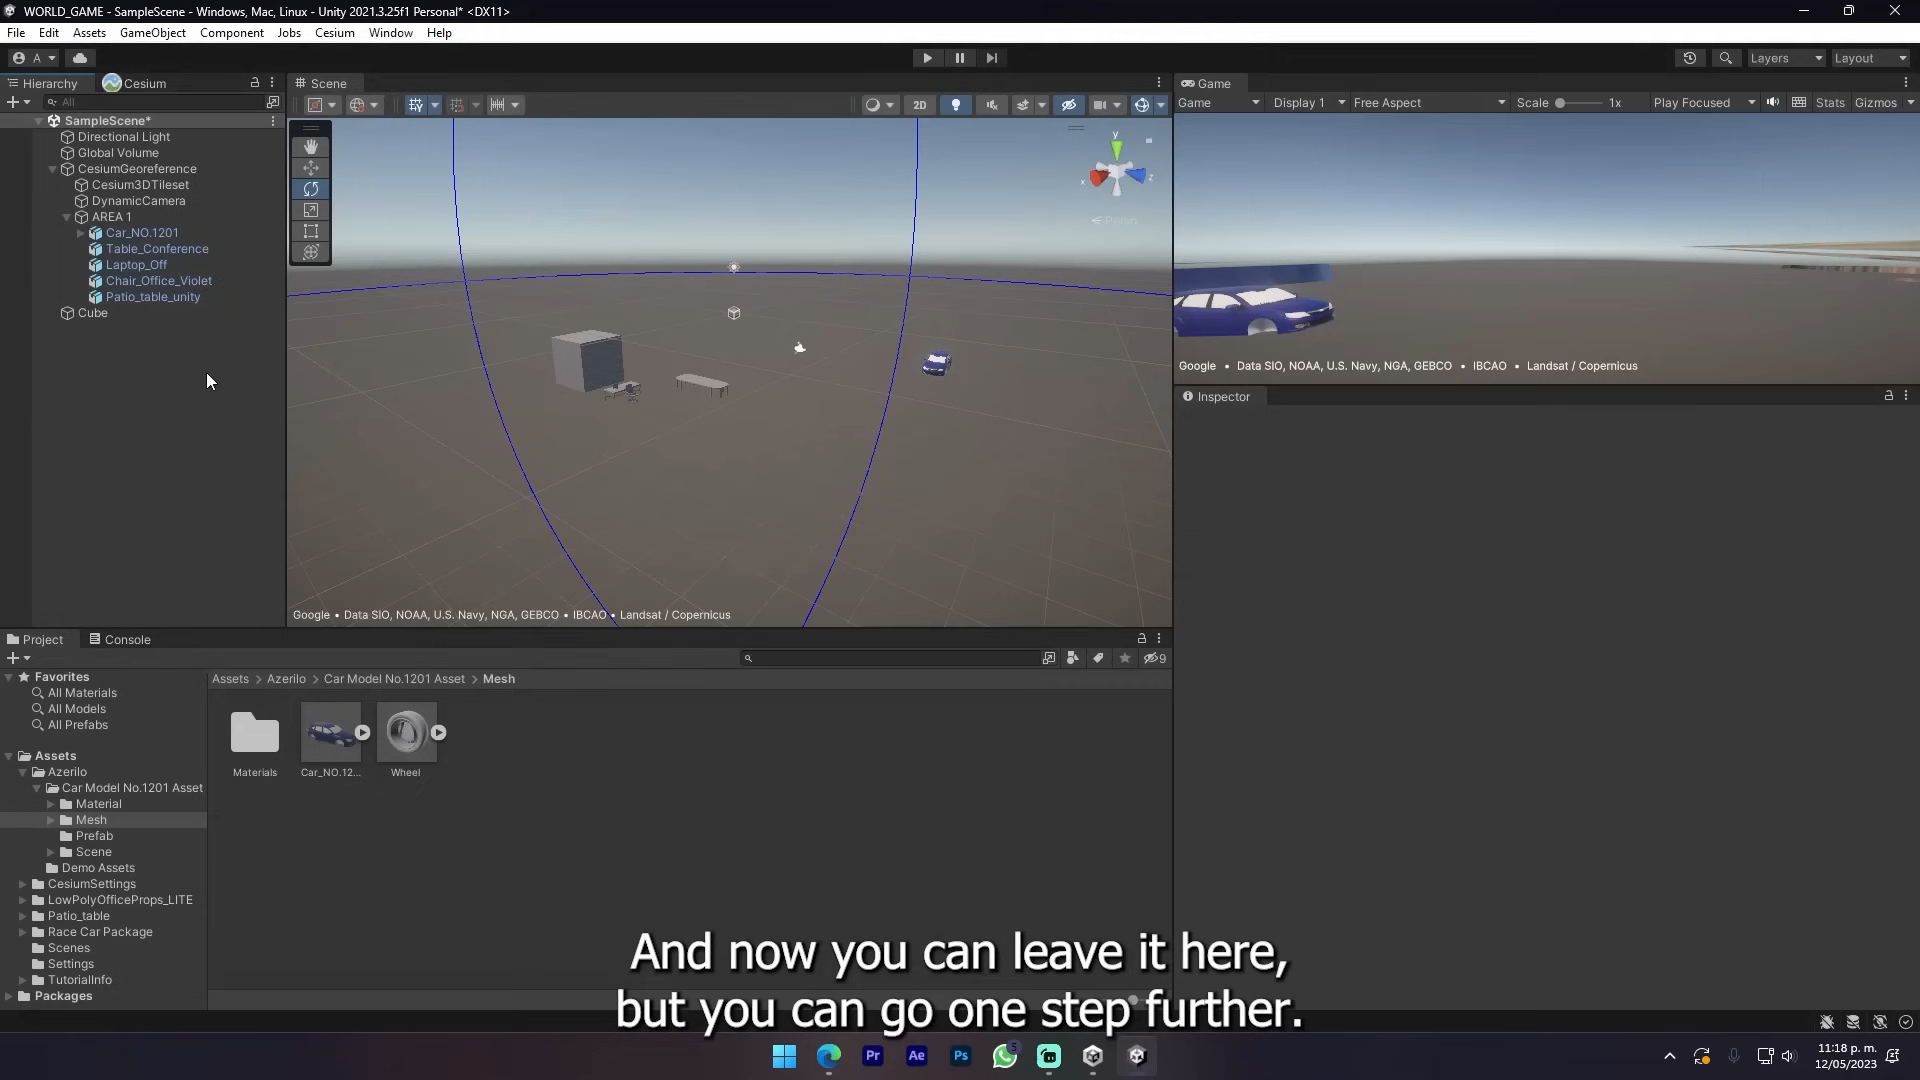 WORLD_GAME - SampleScene - Windows, Mac, Linux - Unity 2021.3.25f1 Personal* <DX11>
File Edit Assets GameObject Component Jobs Cesium Window Help
A Layers Layout
Hierarchy Cesium Scene Game
All 2D Game Display 1 Free Aspect Scale 1x Play Focused Stats Gizmos
SampleScene*
Directional Light
Global Volume
CesiumGeoreference
Cesium3DTileset
DynamicCamera
AREA 1
Car_NO.1201
Table_Conference
Laptop_Off
Chair_Office_Violet
Patio_table_unity
Cube
y
x
z
Persp
Google • Data SIO, NOAA, U.S. Navy, NGA, GEBCO • IBCAO • Landsat / Copernicus
Google • Data SIO, NOAA, U.S. Navy, NGA, GEBCO • IBCAO • Landsat / Copernicus
Inspector
Project Console
9
Favorites
All Materials
All Models
All Prefabs
Assets
Azerilo
Car Model No.1201 Asset
Material
Mesh
Prefab
Scene
Demo Assets
CesiumSettings
LowPolyOfficeProps_LITE
Patio_table
Race Car Package
Scenes
Settings
TutorialInfo
Packages
Assets > Azerilo > Car Model No.1201 Asset > Mesh
Materials Car_NO.12... Wheel
And now you can leave it here,
but you can go one step further.
Pr Ae Ps 5
11:18 p. m.
12/05/2023